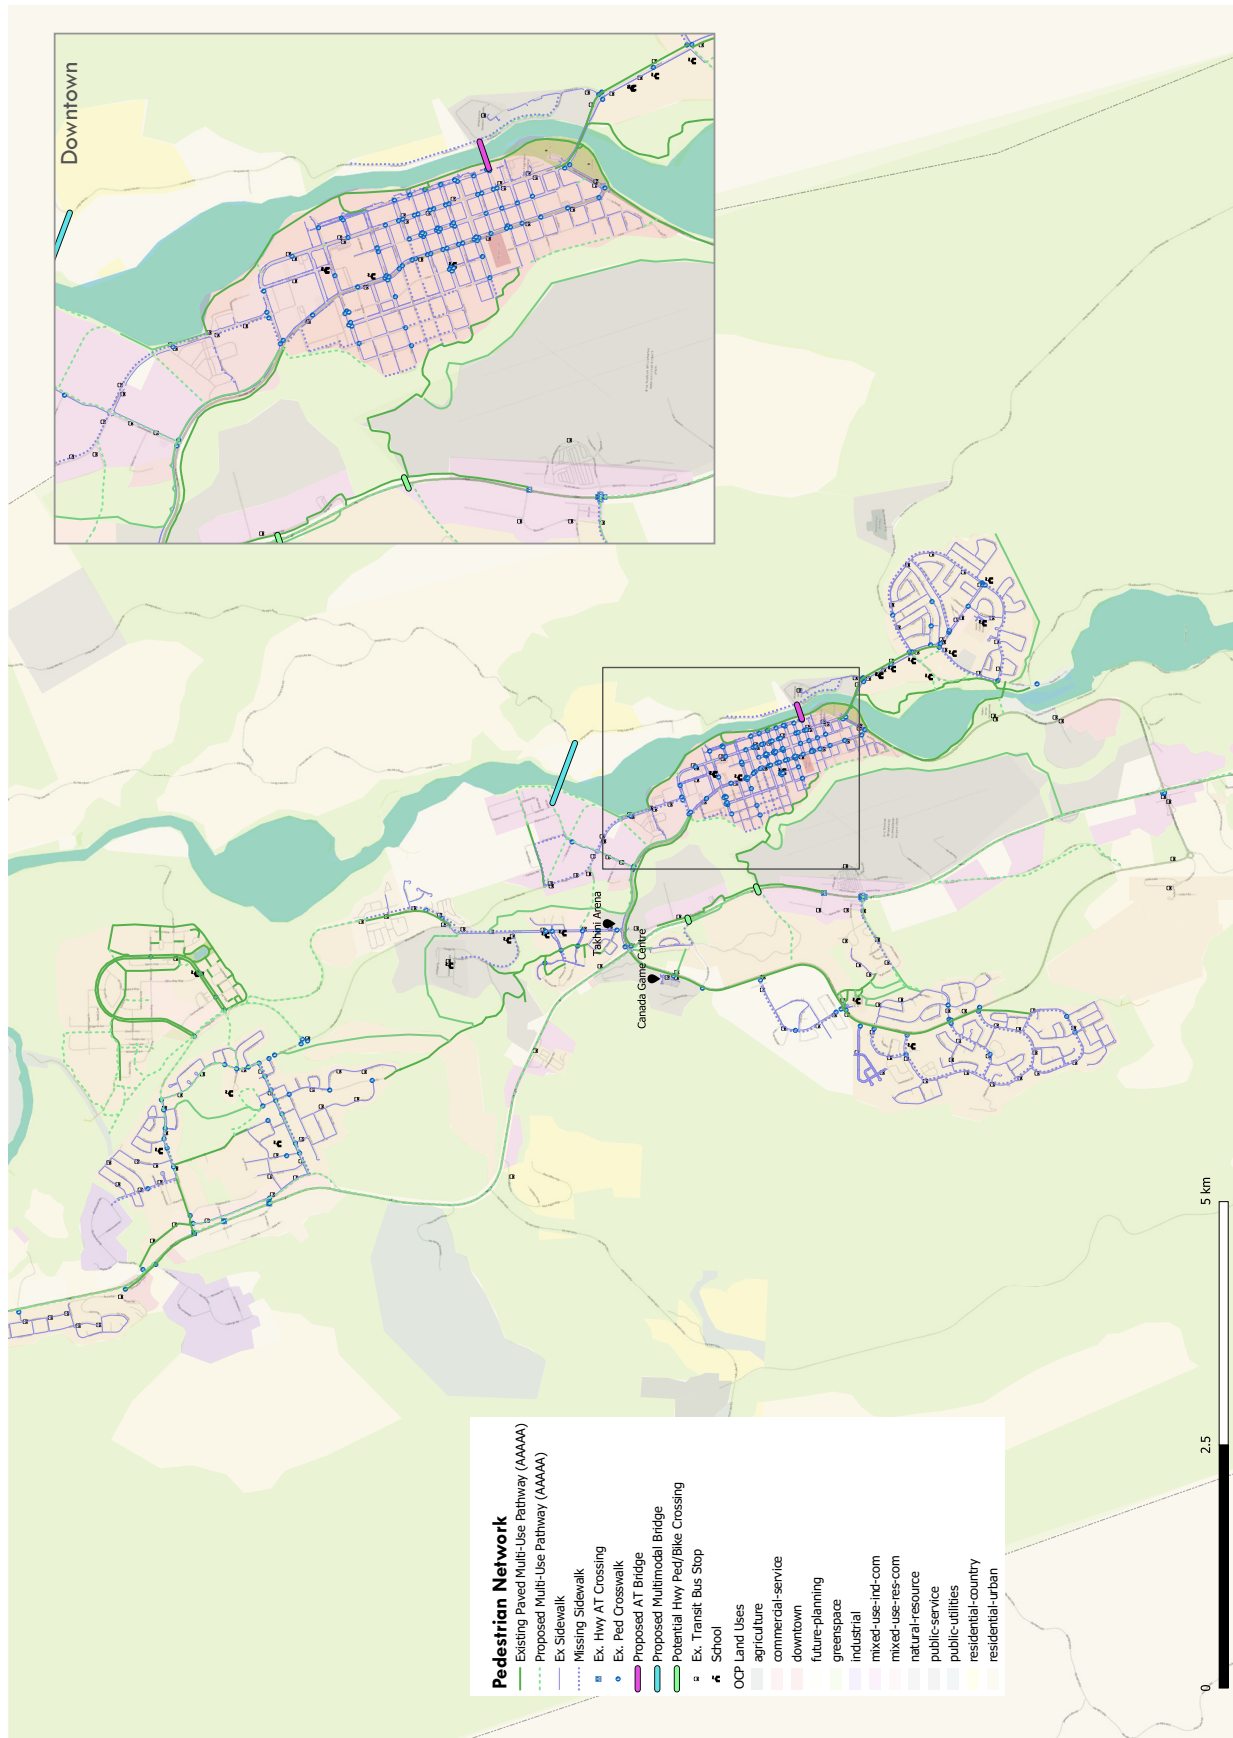 Downtown
Takhini Arena
Canada Game Centre
Pedestrian Network
Existing Paved Multi-Use Pathway (AAAAA)
Proposed Multi-Use Pathway (AAAAA)
Ex Sidewalk
Missing Sidewalk
Ex. Hwy AT Crossing
Ex. Ped Crosswalk
Proposed AT Bridge
Proposed Multimodal Bridge
Potential Hwy Ped/Bike Crossing
Ex. Transit Bus Stop
School
OCP Land Uses
agriculture
commercial-service
downtown
future-planning
greenspace
industrial
mixed-use-ind-com
mixed-use-res-com
natural-resource
public-service
public-utilities
residential-country
residential-urban
0 2.5 5 km